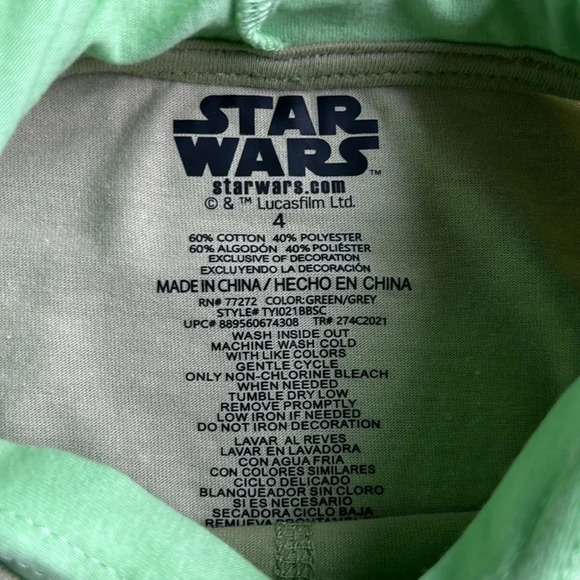 STAR
WARS™
starwars.com
© & ™ Lucasfilm Ltd.
4
60% COTTON 40% POLYESTER
60% ALGODÓN 40% POLIÉSTER
EXCLUSIVE OF DECORATION
EXCLUYENDO LA DECORACIÓN
MADE IN CHINA / HECHO EN CHINA
RN# 77272 COLOR:GREEN/GREY
STYLE# TYI021BBSC
UPC# 889560674308 TR# 274C2021
WASH INSIDE OUT
MACHINE WASH COLD
WITH LIKE COLORS
GENTLE CYCLE
ONLY NON-CHLORINE BLEACH
WHEN NEEDED
TUMBLE DRY LOW
REMOVE PROMPTLY
LOW IRON IF NEEDED
DO NOT IRON DECORATION
LAVAR AL REVES
LAVAR EN LAVADORA
CON AGUA FRIA
CON COLORES SIMILARES
CICLO DELICADO
BLANQUEADOR SIN CLORO
SI ES NECESARIO
SECADORA CICLO BAJA
REMUEVA PRONTAMENTE